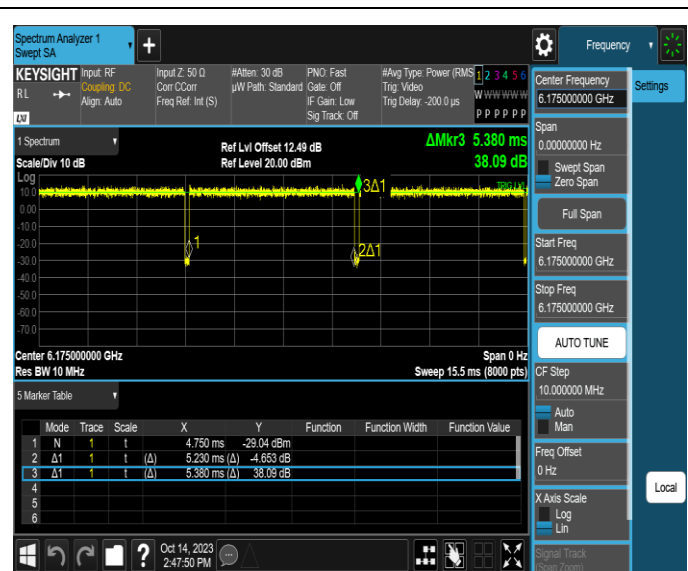 Spectrum Analyzer 1
Swept SA
+
Frequency
KEYSIGHT
RL
LXI
Input: RF
Coupling: DC
Align: Auto
Input Z: 50 Ω
Corr CCorr
Freq Ref: Int (S)
#Atten: 30 dB
µW Path: Standard
PNO: Fast
Gate: Off
IF Gain: Low
Sig Track: Off
#Avg Type: Power (RMS
Trig: Video
Trig Delay: -200.0 µs
1 2 3 4 5 6
W W W W W W
P P P P P P
1 Spectrum
Scale/Div 10 dB
Ref Lvl Offset 12.49 dB
Ref Level 20.00 dBm
ΔMkr3 5.380 ms
38.09 dB
Log
10.0
0.00
-10.0
-20.0
-30.0
-40.0
-50.0
-60.0
-70.0
3Δ1
1
2Δ1
Center 6.175000000 GHz
Res BW 10 MHz
Span 0 Hz
Sweep 15.5 ms (8000 pts)
5 Marker Table
Mode Trace Scale X Y Function Function Width Function Value
1 N 1 t 4.750 ms -29.04 dBm
2 Δ1 1 t (Δ) 5.230 ms (Δ) -4.653 dB
3 Δ1 1 t (Δ) 5.380 ms (Δ) 38.09 dB
4
5
6
?
Oct 14, 2023
2:47:50 PM
Settings
Center Frequency
6.175000000 GHz
Span
0.00000000 Hz
Swept Span
Zero Span
Full Span
Start Freq
6.175000000 GHz
Stop Freq
6.175000000 GHz
AUTO TUNE
CF Step
10.000000 MHz
Auto
Man
Freq Offset
0 Hz
X Axis Scale
Log
Lin
Signal Track
(Span Zoom)
Local